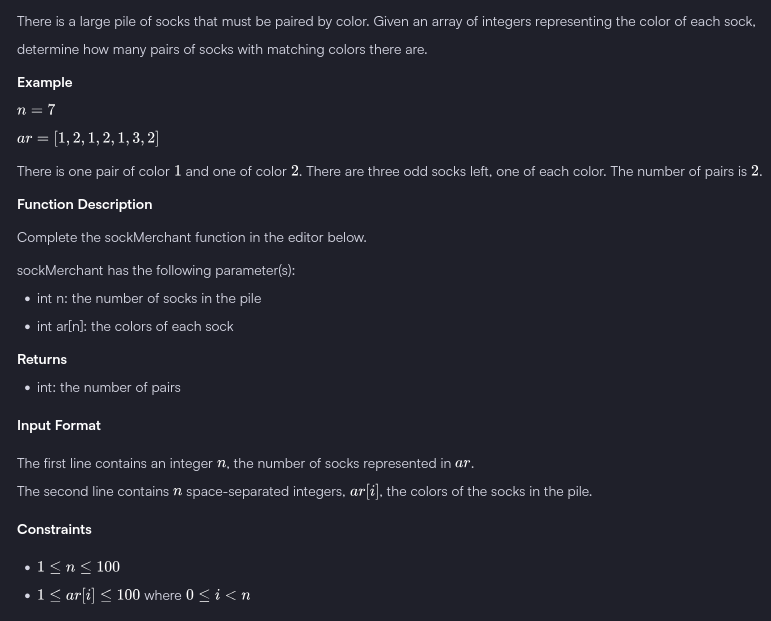 There is a large pile of socks that must be paired by color. Given an array of integers representing the color of each sock,
determine how many pairs of socks with matching colors there are.
Example
n = 7
ar = [1, 2, 1, 2, 1, 3, 2]
There is one pair of color 1 and one of color 2. There are three odd socks left, one of each color. The number of pairs is 2.
Function Description
Complete the sockMerchant function in the editor below.
sockMerchant has the following parameter(s):
• int n: the number of socks in the pile
• int ar[n]: the colors of each sock
Returns
• int: the number of pairs
Input Format
The first line contains an integer n, the number of socks represented in ar.
The second line contains n space-separated integers, ar[i], the colors of the socks in the pile.
Constraints
• 1 ≤ n ≤ 100
• 1 ≤ ar[i] ≤ 100 where 0 ≤ i < n